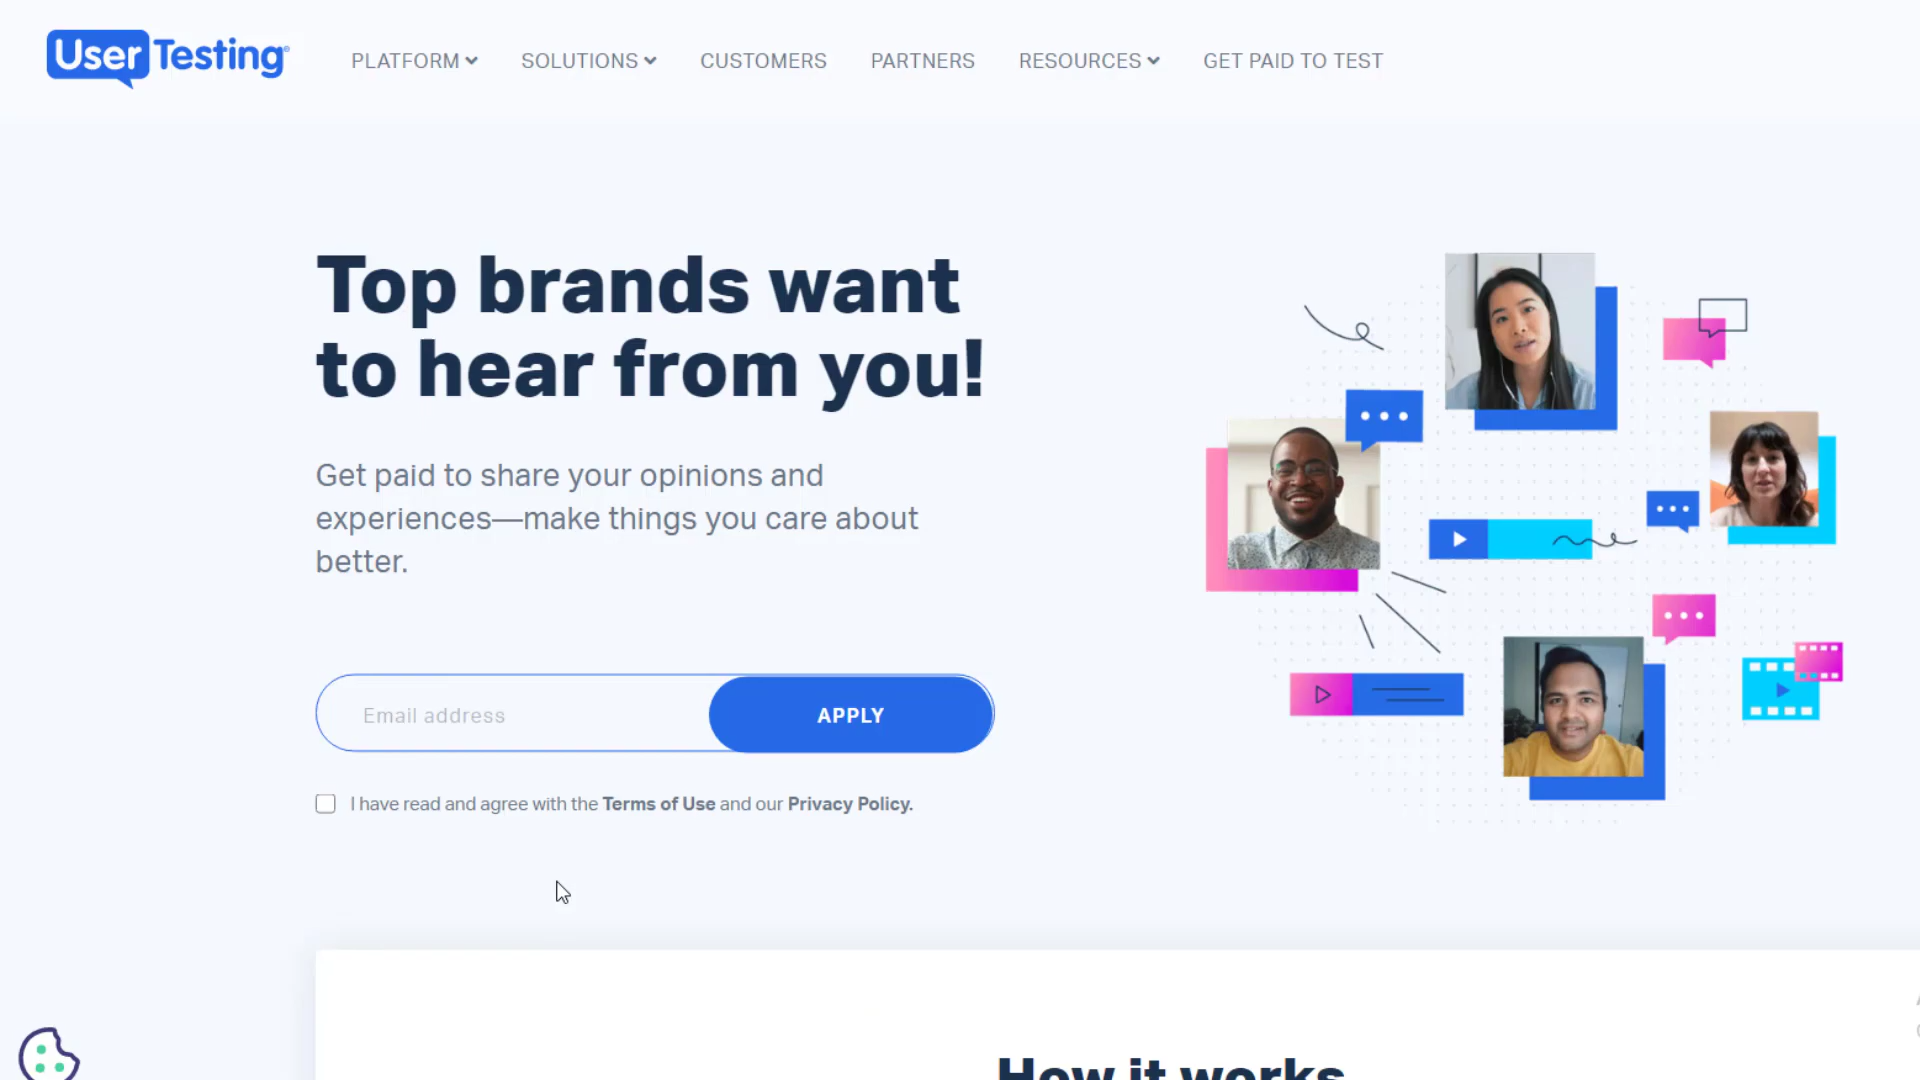 User Testing®
PLATFORM
SOLUTIONS
CUSTOMERS
PARTNERS
RESOURCES
GET PAID TO TEST
Top brands want
to hear from you!
Get paid to share your opinions and
experiences—make things you care about
better.
Email address
APPLY
I have read and agree with the Terms of Use and our Privacy Policy.
How it works